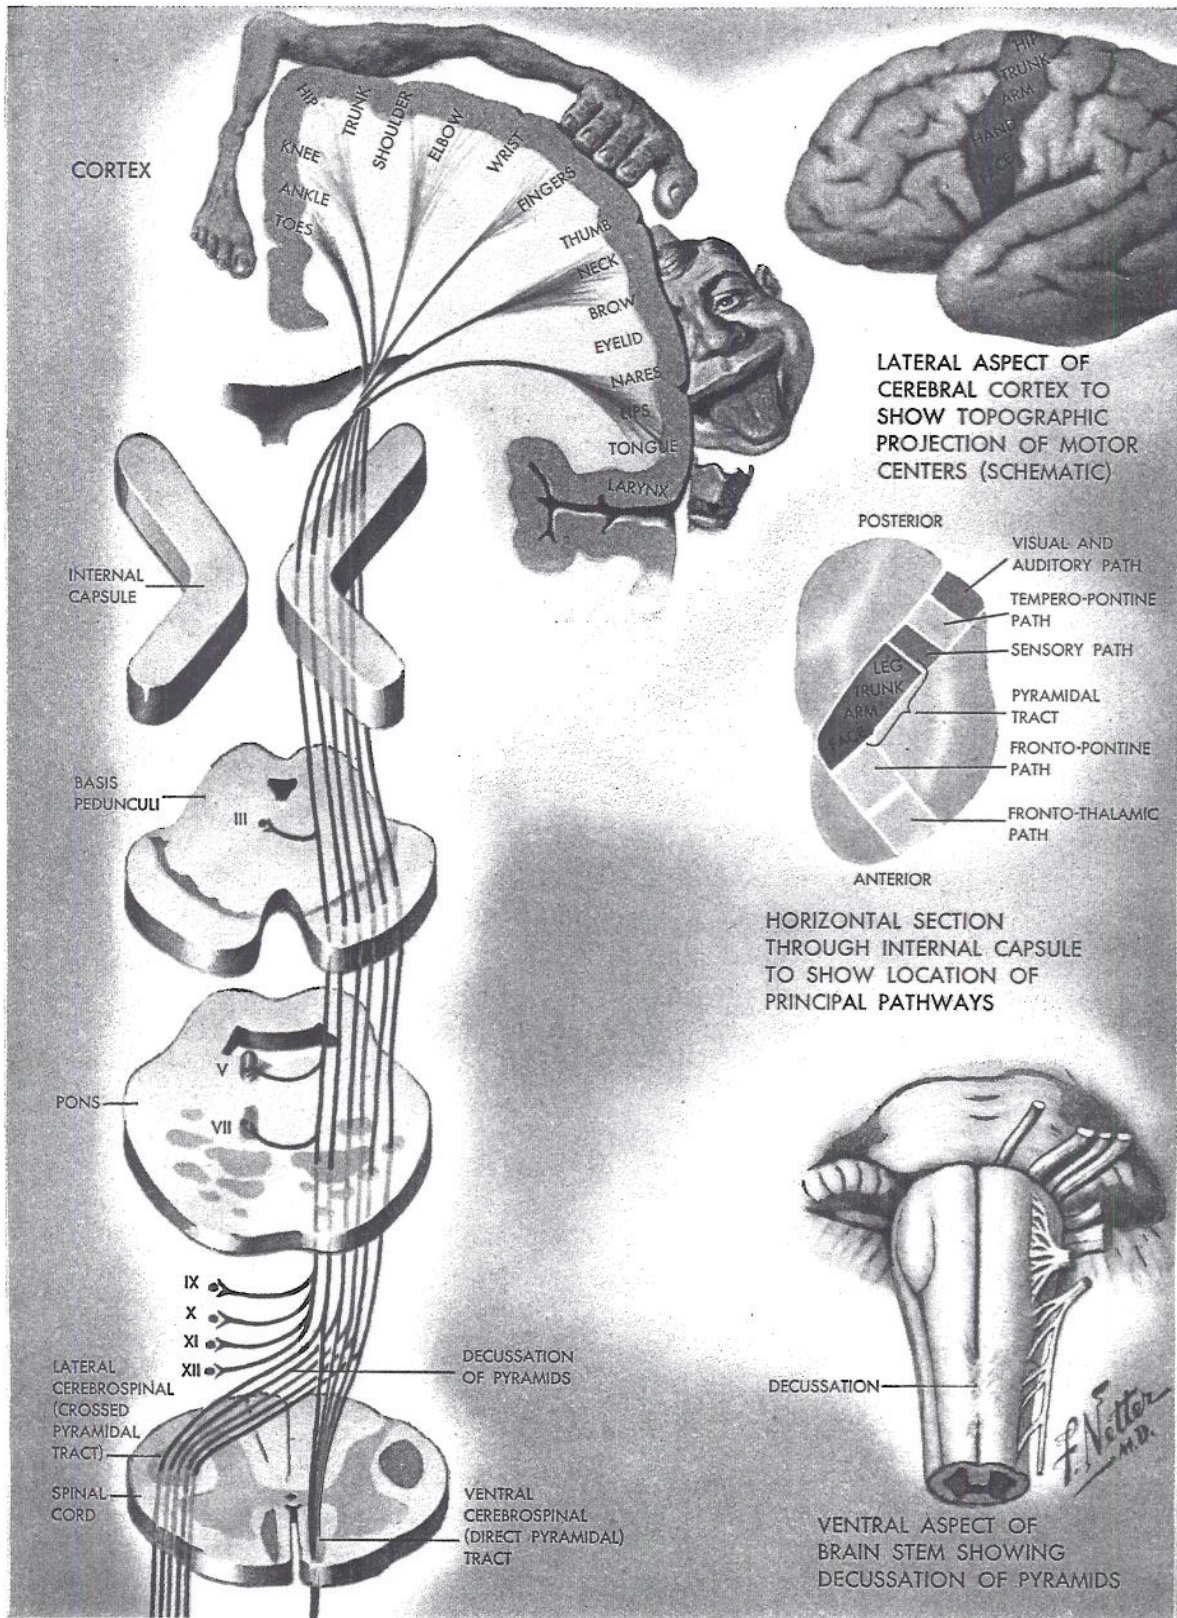 CORTEX
HIP
TRUNK
SHOULDER
ELBOW
WRIST
FINGERS
THUMB
NECK
BROW
EYELID
NARES
LIPS
TONGUE
LARYNX
KNEE
ANKLE
TOES
HIP
TRUNK
ARM
HAND
FACE
LATERAL ASPECT OF
CEREBRAL CORTEX TO
SHOW TOPOGRAPHIC
PROJECTION OF MOTOR
CENTERS (SCHEMATIC)
INTERNAL
CAPSULE
POSTERIOR
VISUAL AND
AUDITORY PATH
TEMPERO-PONTINE
PATH
SENSORY PATH
LEG
TRUNK
ARM
FACE
PYRAMIDAL
TRACT
FRONTO-PONTINE
PATH
FRONTO-THALAMIC
PATH
ANTERIOR
HORIZONTAL SECTION
THROUGH INTERNAL CAPSULE
TO SHOW LOCATION OF
PRINCIPAL PATHWAYS
BASIS
PEDUNCULI
III
PONS
V
VII
IX
X
XI
XII
LATERAL
CEREBROSPINAL
(CROSSED
PYRAMIDAL
TRACT)
SPINAL
CORD
DECUSSATION
OF PYRAMIDS
VENTRAL
CEREBROSPINAL
(DIRECT PYRAMIDAL)
TRACT
DECUSSATION
F. Netter
M.D.
VENTRAL ASPECT OF
BRAIN STEM SHOWING
DECUSSATION OF PYRAMIDS